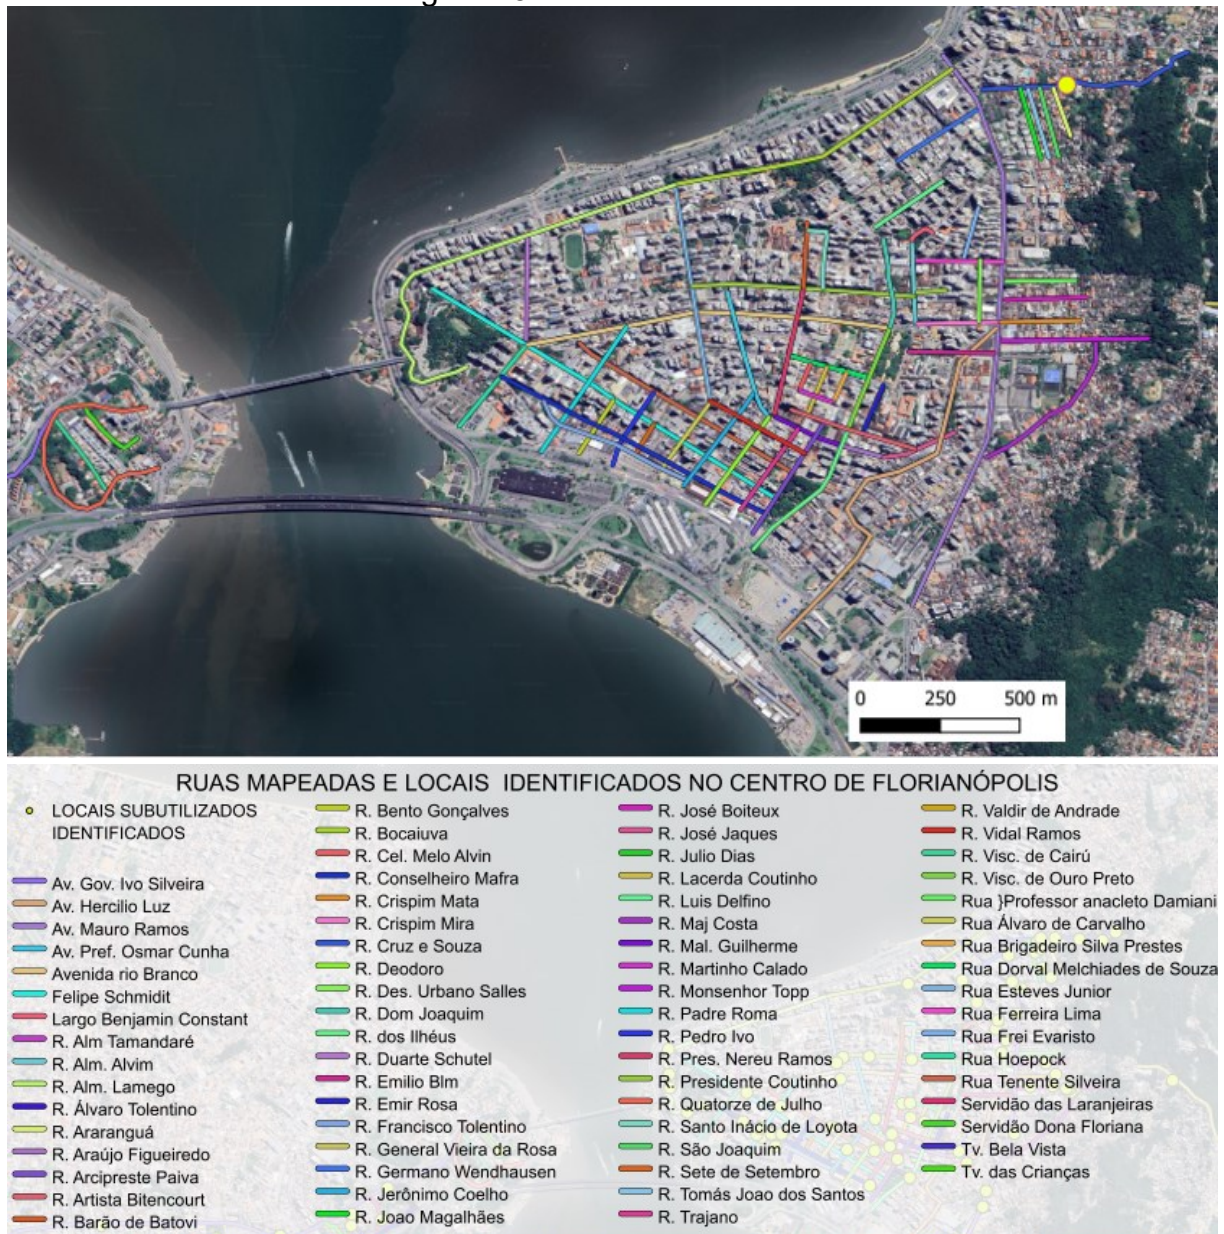 0 250 500 m
RUAS MAPEADAS E LOCAIS IDENTIFICADOS NO CENTRO DE FLORIANÓPOLIS
LOCAIS SUBUTILIZADOS
IDENTIFICADOS
Av. Gov. Ivo Silveira
Av. Hercilio Luz
Av. Mauro Ramos
Av. Pref. Osmar Cunha
Avenida rio Branco
Felipe Schmidit
Largo Benjamin Constant
R. Alm Tamandaré
R. Alm. Alvim
R. Alm. Lamego
R. Álvaro Tolentino
R. Araranguá
R. Araújo Figueiredo
R. Arcipreste Paiva
R. Artista Bitencourt
R. Barão de Batovi
R. Bento Gonçalves
R. Bocaiuva
R. Cel. Melo Alvin
R. Conselheiro Mafra
R. Crispim Mata
R. Crispim Mira
R. Cruz e Souza
R. Deodoro
R. Des. Urbano Salles
R. Dom Joaquim
R. dos Ilhéus
R. Duarte Schutel
R. Emilio Blm
R. Emir Rosa
R. Francisco Tolentino
R. General Vieira da Rosa
R. Germano Wendhausen
R. Jerônimo Coelho
R. Joao Magalhães
R. José Boiteux
R. José Jaques
R. Julio Dias
R. Lacerda Coutinho
R. Luis Delfino
R. Maj Costa
R. Mal. Guilherme
R. Martinho Calado
R. Monsenhor Topp
R. Padre Roma
R. Pedro Ivo
R. Pres. Nereu Ramos
R. Presidente Coutinho
R. Quatorze de Julho
R. Santo Inácio de Loyota
R. São Joaquim
R. Sete de Setembro
R. Tomás Joao dos Santos
R. Trajano
R. Valdir de Andrade
R. Vidal Ramos
R. Visc. de Cairú
R. Visc. de Ouro Preto
Rua }Professor anacleto Damiani
Rua Álvaro de Carvalho
Rua Brigadeiro Silva Prestes
Rua Dorval Melchiades de Souza
Rua Esteves Junior
Rua Ferreira Lima
Rua Frei Evaristo
Rua Hoepock
Rua Tenente Silveira
Servidão das Laranjeiras
Servidão Dona Floriana
Tv. Bela Vista
Tv. das Crianças